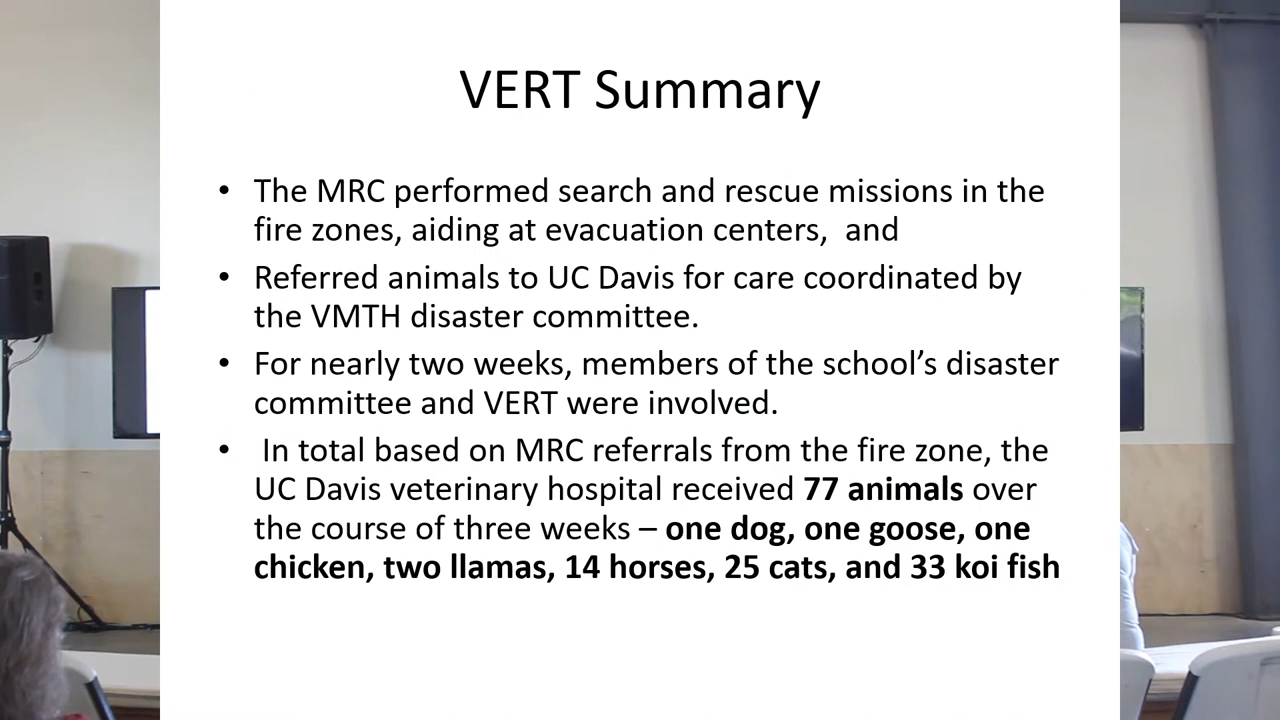 VERT Summary
• The MRC performed search and rescue missions in the
fire zones, aiding at evacuation centers,  and
• Referred animals to UC Davis for care coordinated by
the VMTH disaster committee.
• For nearly two weeks, members of the school’s disaster
committee and VERT were involved.
•  In total based on MRC referrals from the fire zone, the
UC Davis veterinary hospital received 77 animals over
the course of three weeks – one dog, one goose, one
chicken, two llamas, 14 horses, 25 cats, and 33 koi fish